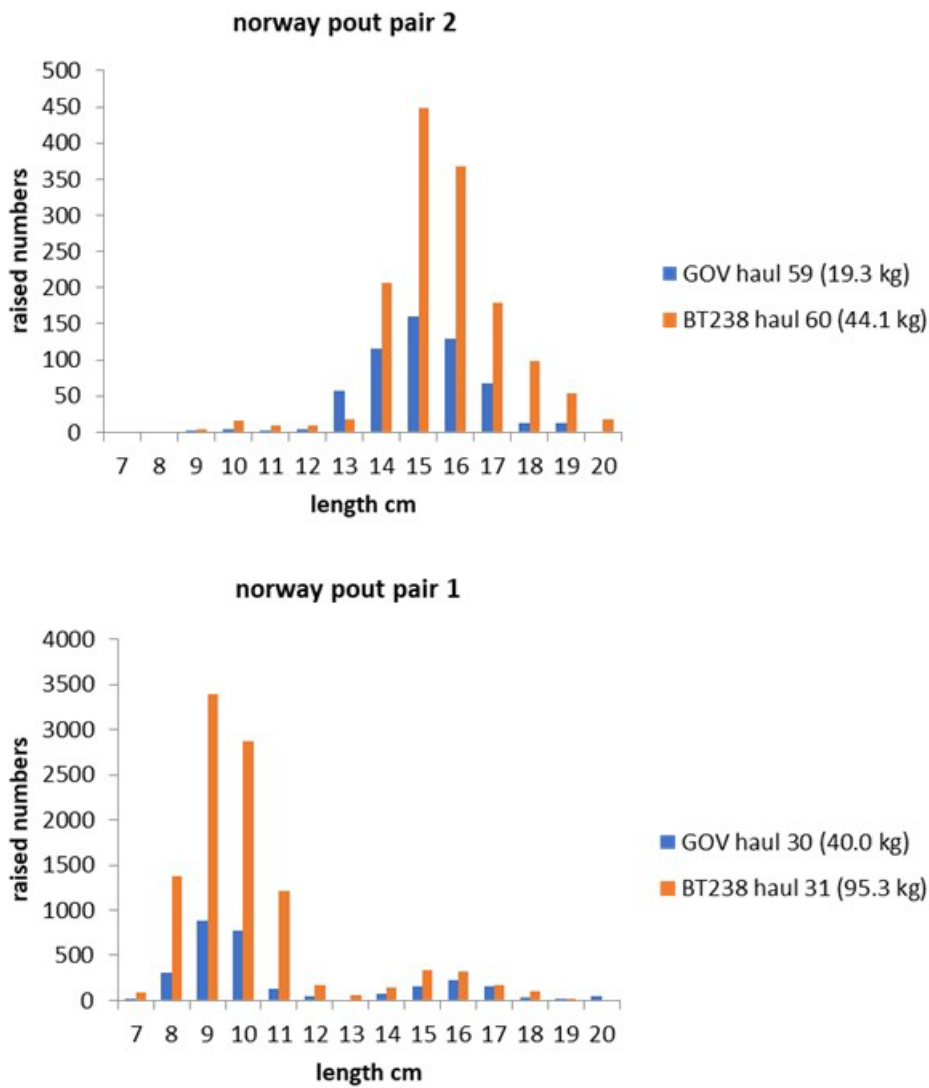 norway pout pair 2
500
450
400
350
300
250
200
150
100
50
0
raised numbers
7 8 9 10 11 12 13 14 15 16 17 18 19 20
length cm
GOV haul 59 (19.3 kg)
BT238 haul 60 (44.1 kg)
norway pout pair 1
4000
3500
3000
2500
2000
1500
1000
500
0
raised numbers
7 8 9 10 11 12 13 14 15 16 17 18 19 20
length cm
GOV haul 30 (40.0 kg)
BT238 haul 31 (95.3 kg)